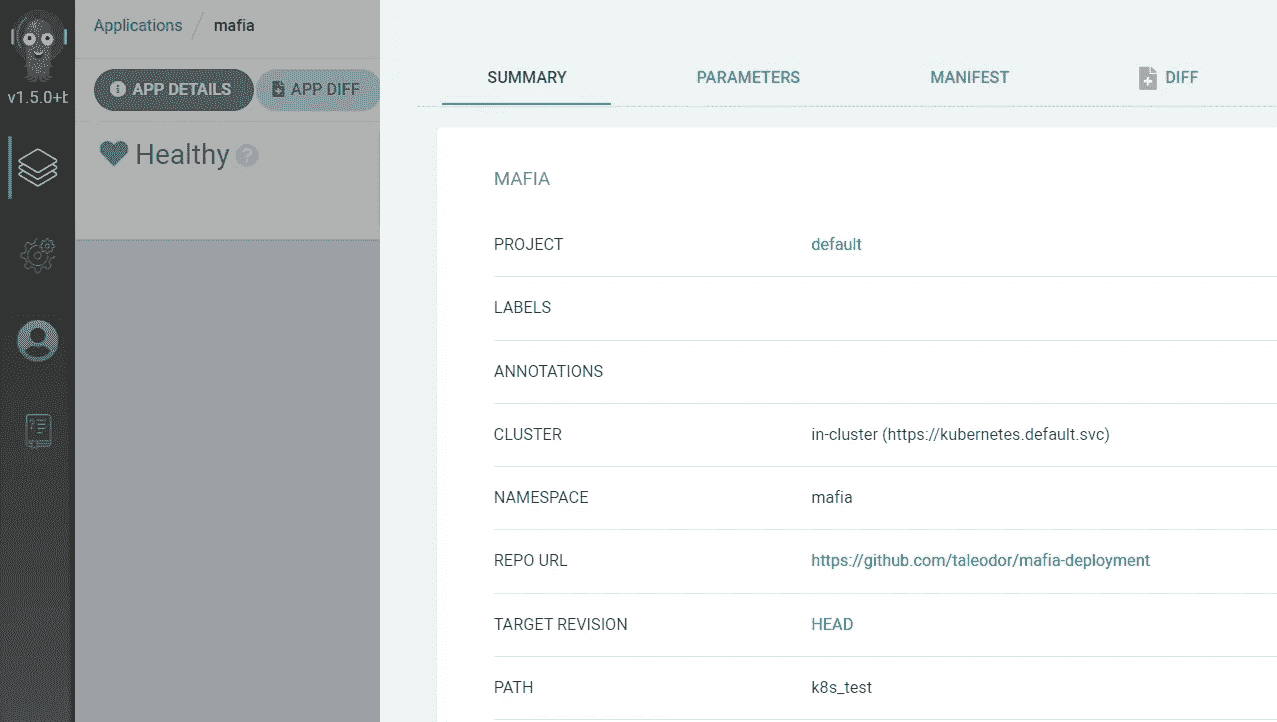 Applications / mafia
v1.5.0+b
APP DETAILS
APP DIFF
Healthy
SUMMARY
PARAMETERS
MANIFEST
DIFF
MAFIA
PROJECT default
LABELS
ANNOTATIONS
CLUSTER in-cluster (https://kubernetes.default.svc)
NAMESPACE mafia
REPO URL https://github.com/taleodor/mafia-deployment
TARGET REVISION HEAD
PATH k8s_test